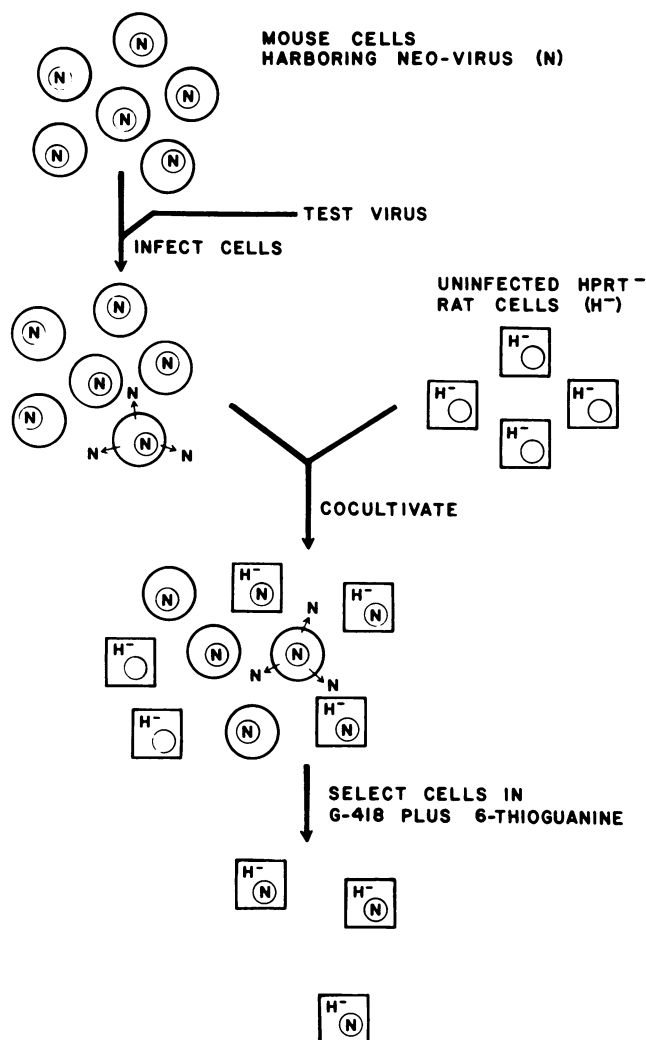 MOUSE CELLS
HARBORING NEO-VIRUS (N)
N
N
N
N
N
N
TEST VIRUS
INFECT CELLS
UNINFECTED HPRT⁻
RAT CELLS (H⁻)
N
N
N
N
N
N
N
N
N
H⁻
H⁻
H⁻
H⁻
COCULTIVATE
N
H⁻
N
H⁻
N
N
H⁻
N
N
N
N
H⁻
N
H⁻
N
SELECT CELLS IN
G-418 PLUS 6-THIOGUANINE
H⁻
N
H⁻
N
H⁻
N